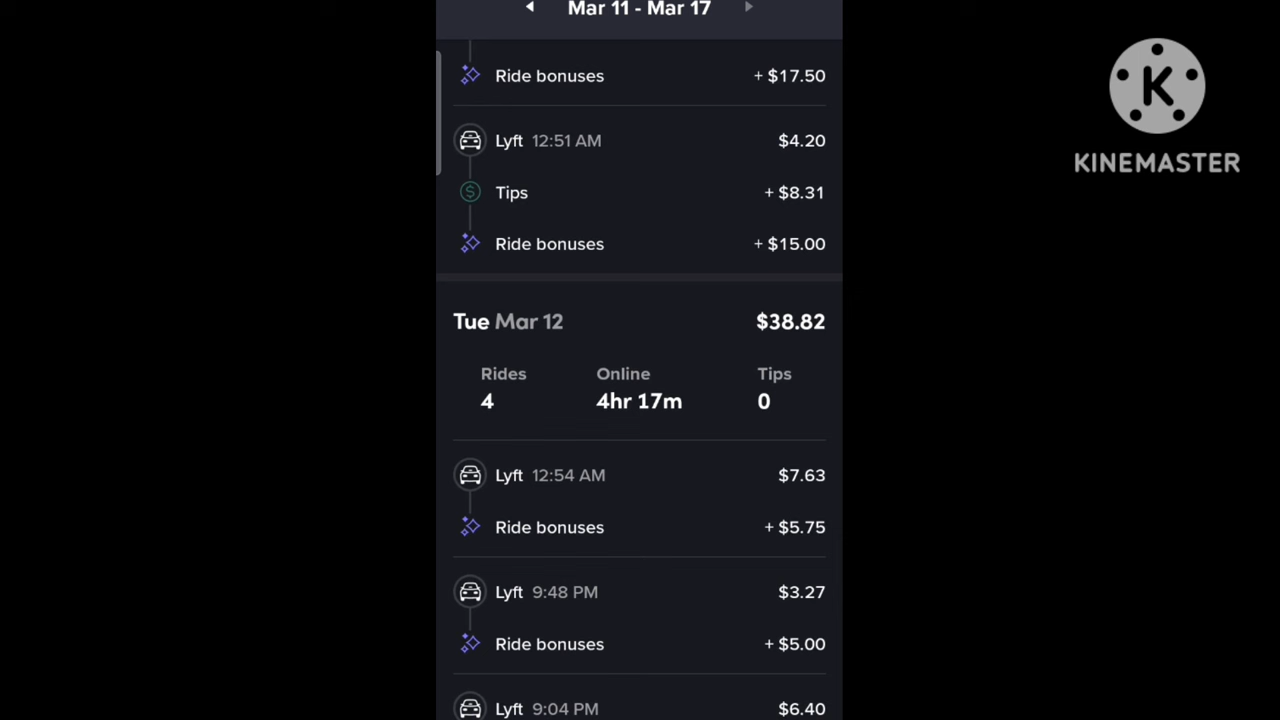 Mar 11 - Mar 17
Ride bonuses + $17.50
Lyft 12:51 AM $4.20
Tips + $8.31
Ride bonuses + $15.00
Tue Mar 12 $38.82
Rides Online Tips
4 4hr 17m 0
Lyft 12:54 AM $7.63
Ride bonuses + $5.75
Lyft 9:48 PM $3.27
Ride bonuses + $5.00
Lyft 9:04 PM $6.40
K
KINEMASTER